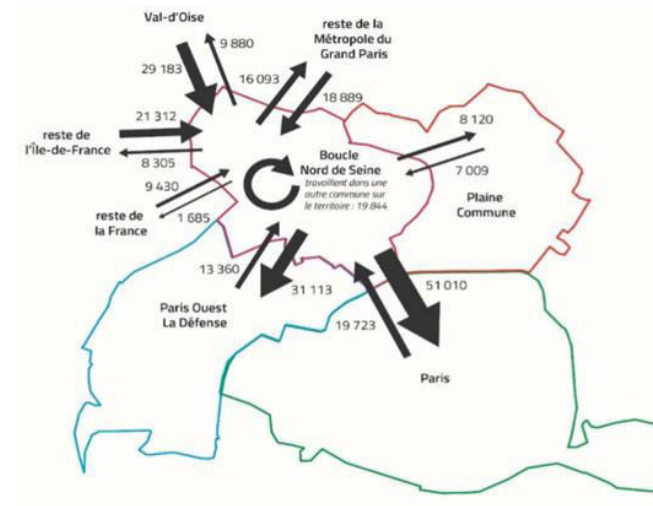 Val-d'Oise
9 880
29 183
reste de la
Métropole du
Grand Paris
16 093
18 889
21 312
reste de
l'Île-de-France
8 305
9 430
reste de
la France
1 685
Boucle
Nord de Seine
travaillent dans une
autre commune sur
le territoire : 19 844
8 120
7 009
Plaine
Commune
13 360
31 113
Paris Ouest
La Défense
19 723
51 010
Paris